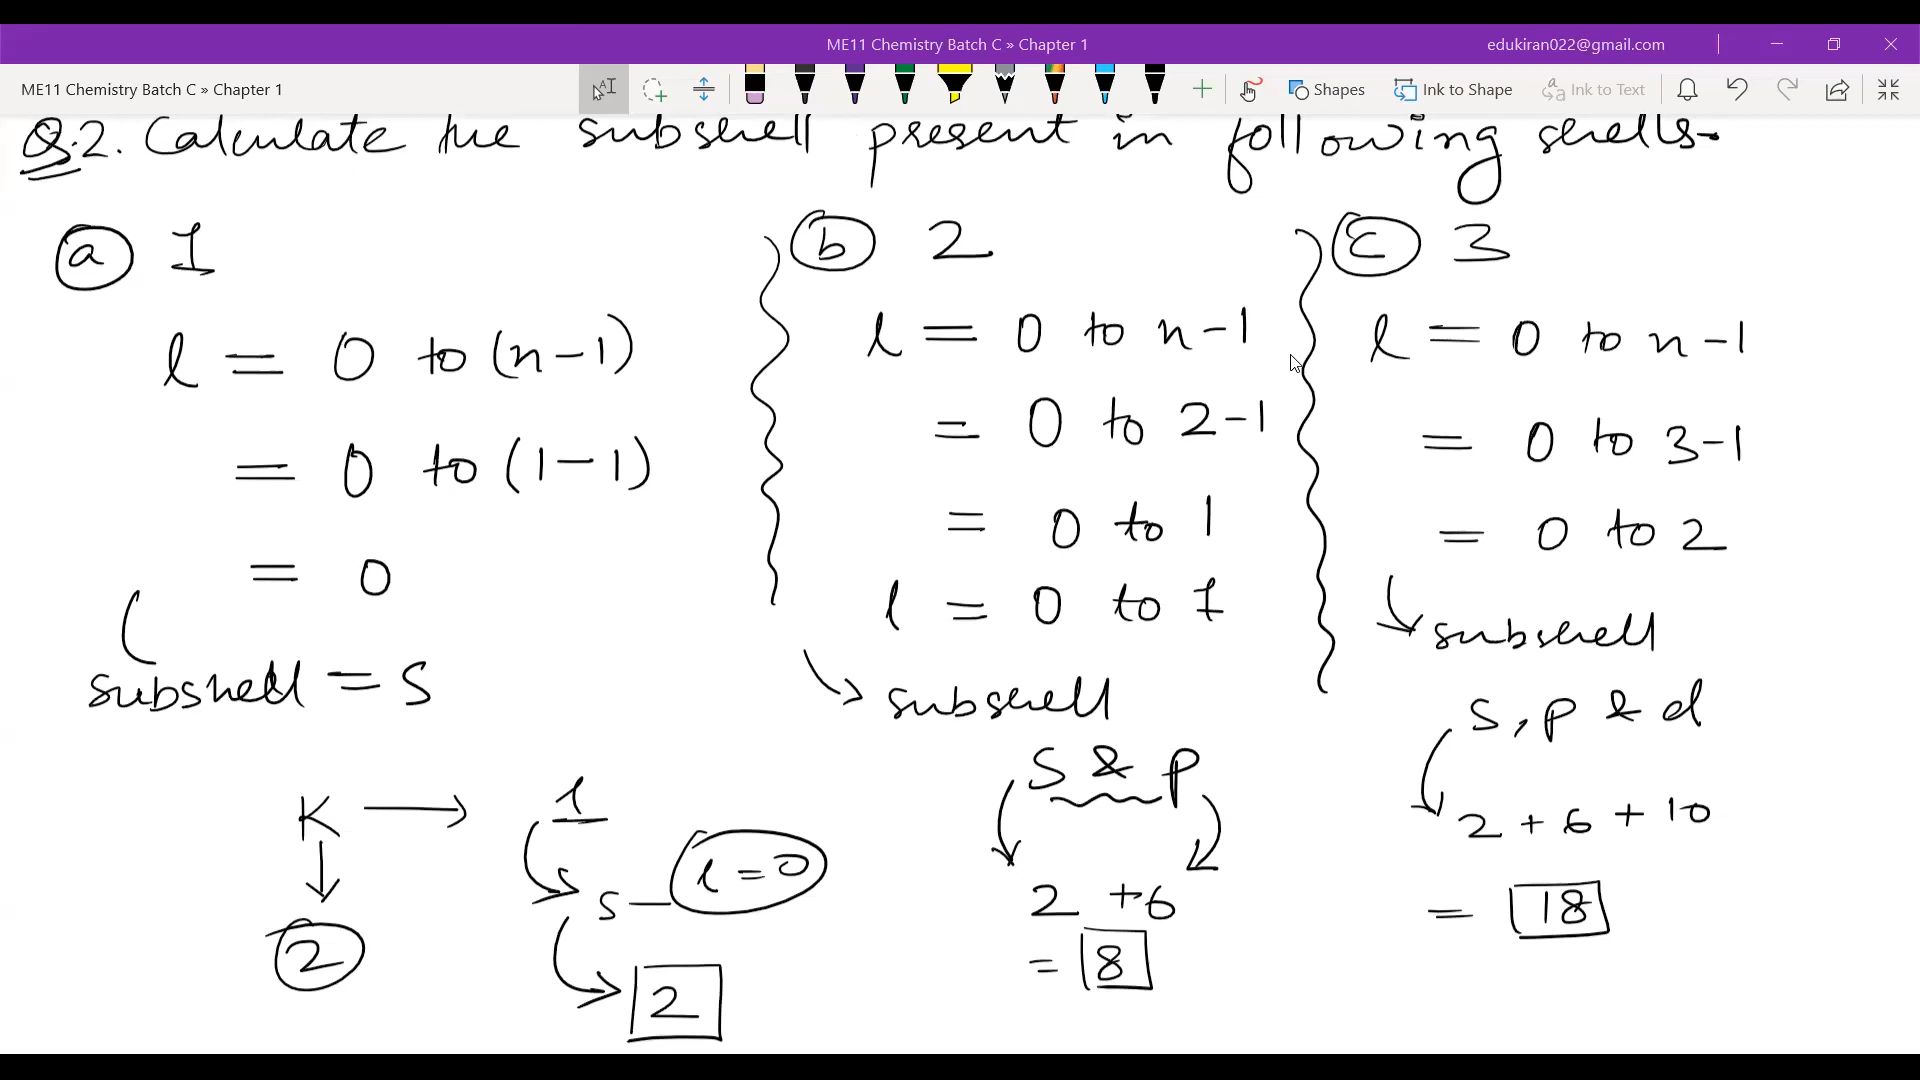 ME11 Chemistry Batch C » Chapter 1
edukiran022@gmail.com
ME11 Chemistry Batch C » Chapter 1
Shapes
Ink to Shape
Ink to Text
Q.2. Calculate the subshell present in following shells.
(a) 1
l = 0 to (n-1)
= 0 to (1-1)
= 0
subshell = s
K → 1
s
s - l = 0
2
2
(b) 2
l = 0 to n-1
= 0 to 2-1
= 0 to 1
l = 0 to 1
subshell
s & p
2 + 6
= 8
(c) 3
l = 0 to n-1
= 0 to 3-1
= 0 to 2
subshell
s, p & d
2 + 6 + 10
= 18